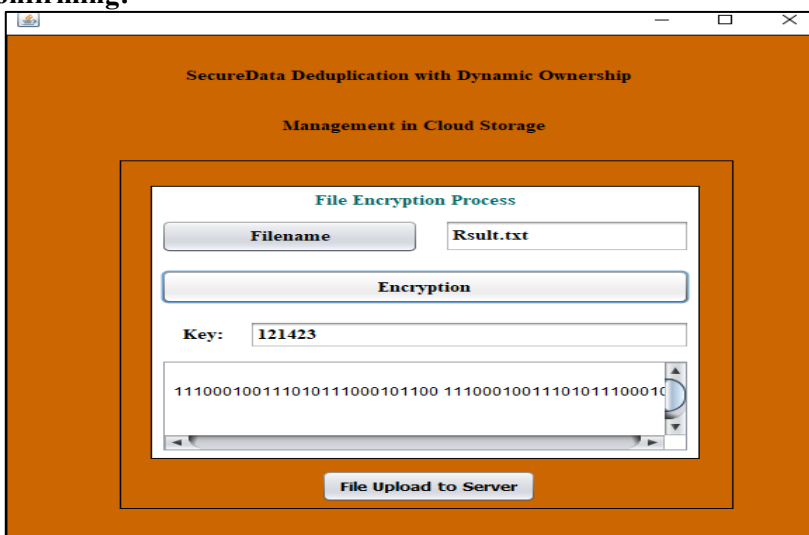 SecureData Deduplication with Dynamic Ownership
Management in Cloud Storage
File Encryption Process
Filename Rsult.txt
Encryption
Key: 121423
File Upload to Server